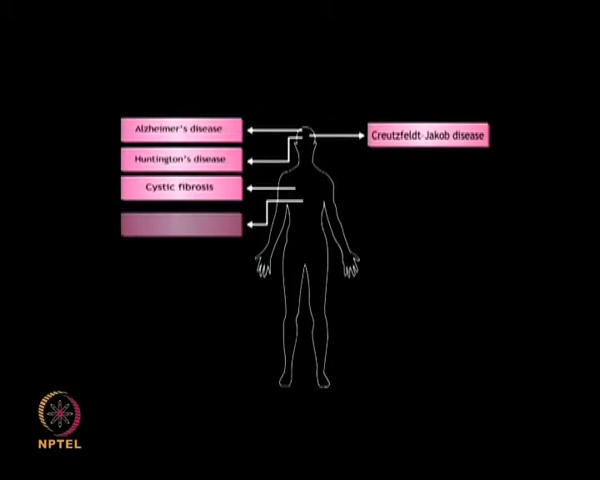 Alzheimer's disease
Creutzfeldt-Jakob disease
Huntington's disease
Cystic fibrosis
NPTEL